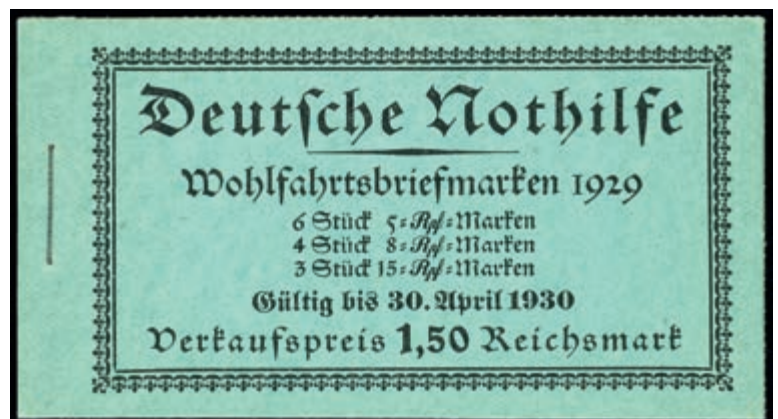 Deutsche Nothilfe
Wohlfahrtsbriefmarken 1929
6 Stück 5=Rpf=Marken
4 Stück 8=Rpf=Marken
3 Stück 15=Rpf=Marken
Gültig bis 30. April 1930
Verkaufspreis 1,50 Reichsmark